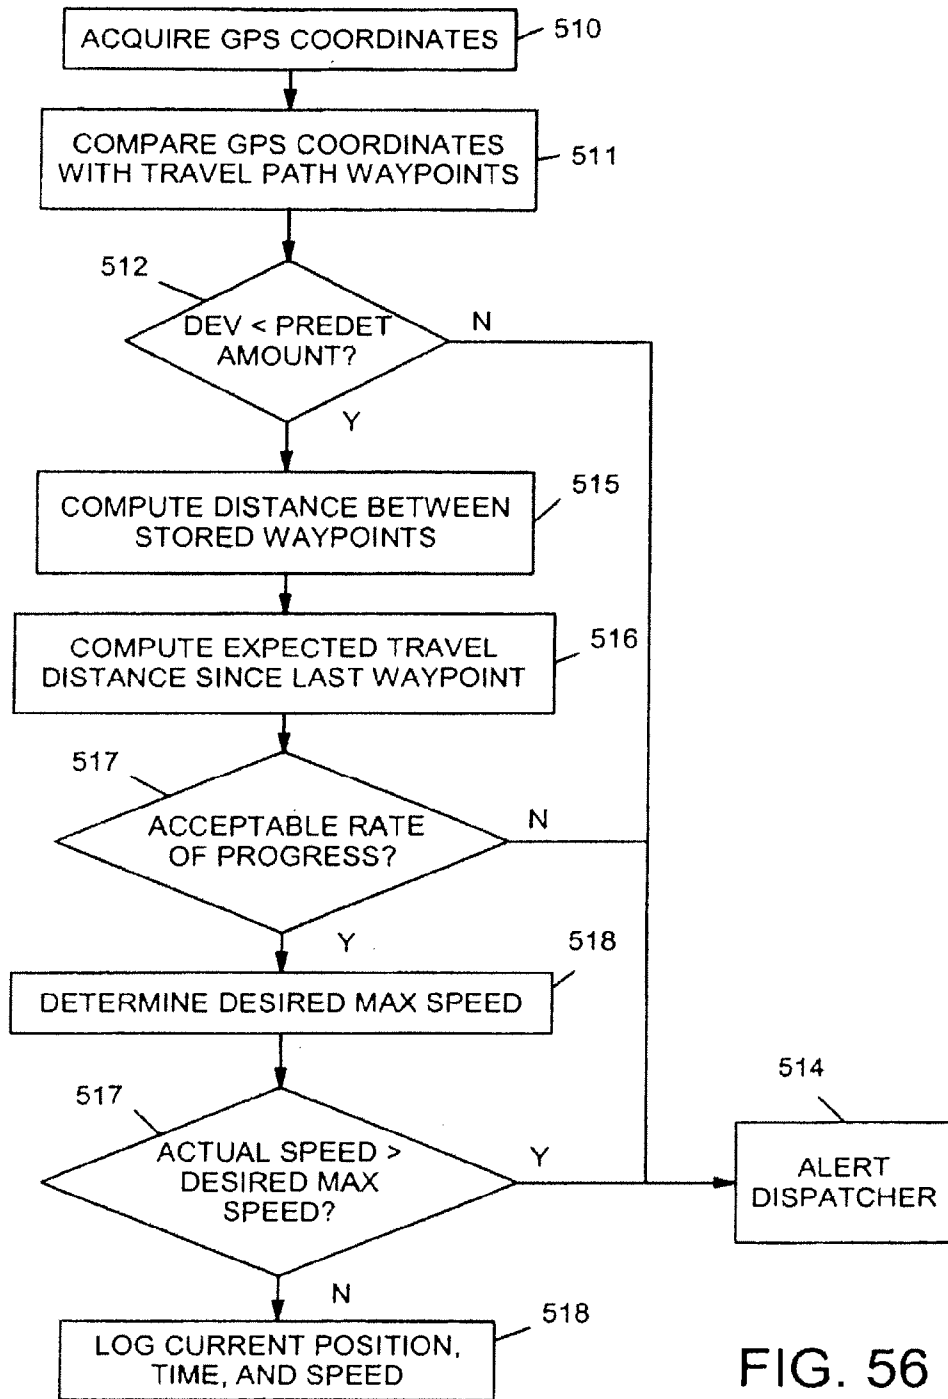 ACQUIRE GPS COORDINATES
510
COMPARE GPS COORDINATES
WITH TRAVEL PATH WAYPOINTS
511
512
DEV < PREDET
AMOUNT?
N
Y
COMPUTE DISTANCE BETWEEN
STORED WAYPOINTS
515
COMPUTE EXPECTED TRAVEL
DISTANCE SINCE LAST WAYPOINT
516
517
ACCEPTABLE RATE
OF PROGRESS?
N
Y
518
DETERMINE DESIRED MAX SPEED
517
ACTUAL SPEED >
DESIRED MAX
SPEED?
Y
514
ALERT
DISPATCHER
N
518
LOG CURRENT POSITION,
TIME, AND SPEED
FIG. 56